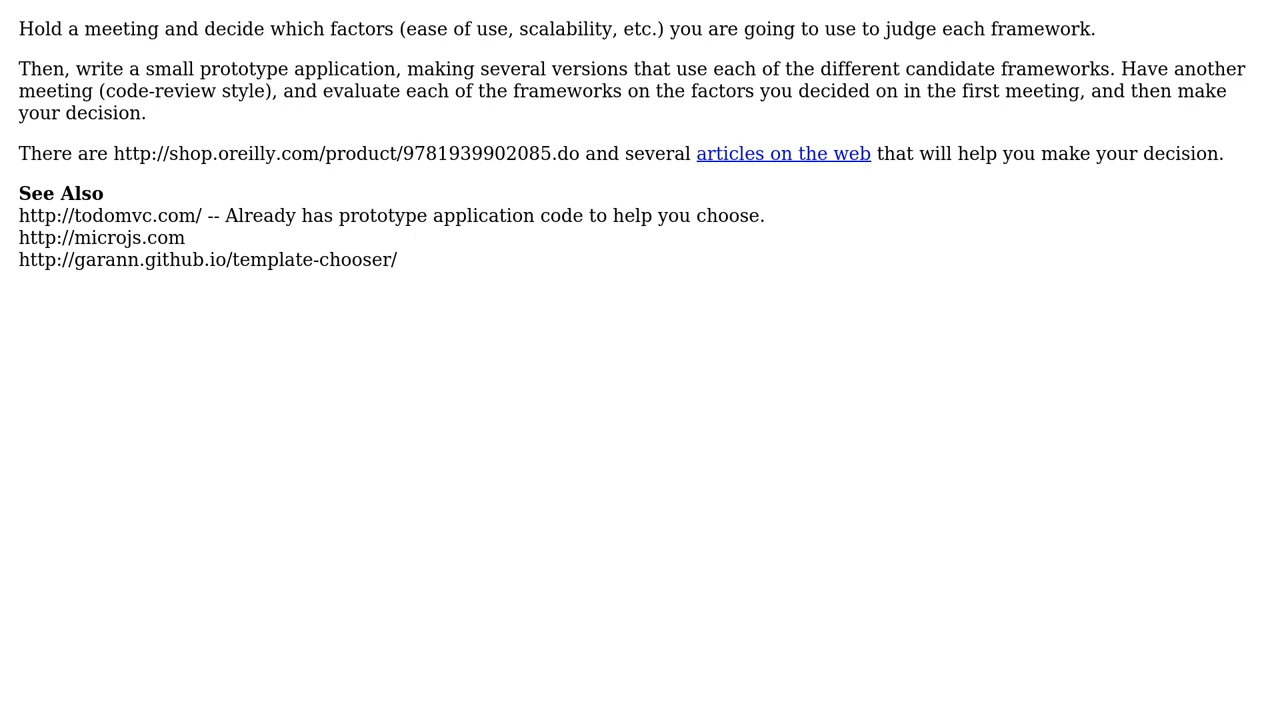 Hold a meeting and decide which factors (ease of use, scalability, etc.) you are going to use to judge each framework.
Then, write a small prototype application, making several versions that use each of the different candidate frameworks. Have another
meeting (code-review style), and evaluate each of the frameworks on the factors you decided on in the first meeting, and then make
your decision.
There are http://shop.oreilly.com/product/9781939902085.do and several articles on the web that will help you make your decision.
See Also
http://todomvc.com/ -- Already has prototype application code to help you choose.
http://microjs.com
http://garann.github.io/template-chooser/